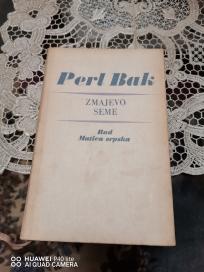 Perl Bak
ZMAJEVO
SEME
Rad
Matica srpska
HUAWEI P40 lite
AI QUAD CAMERA